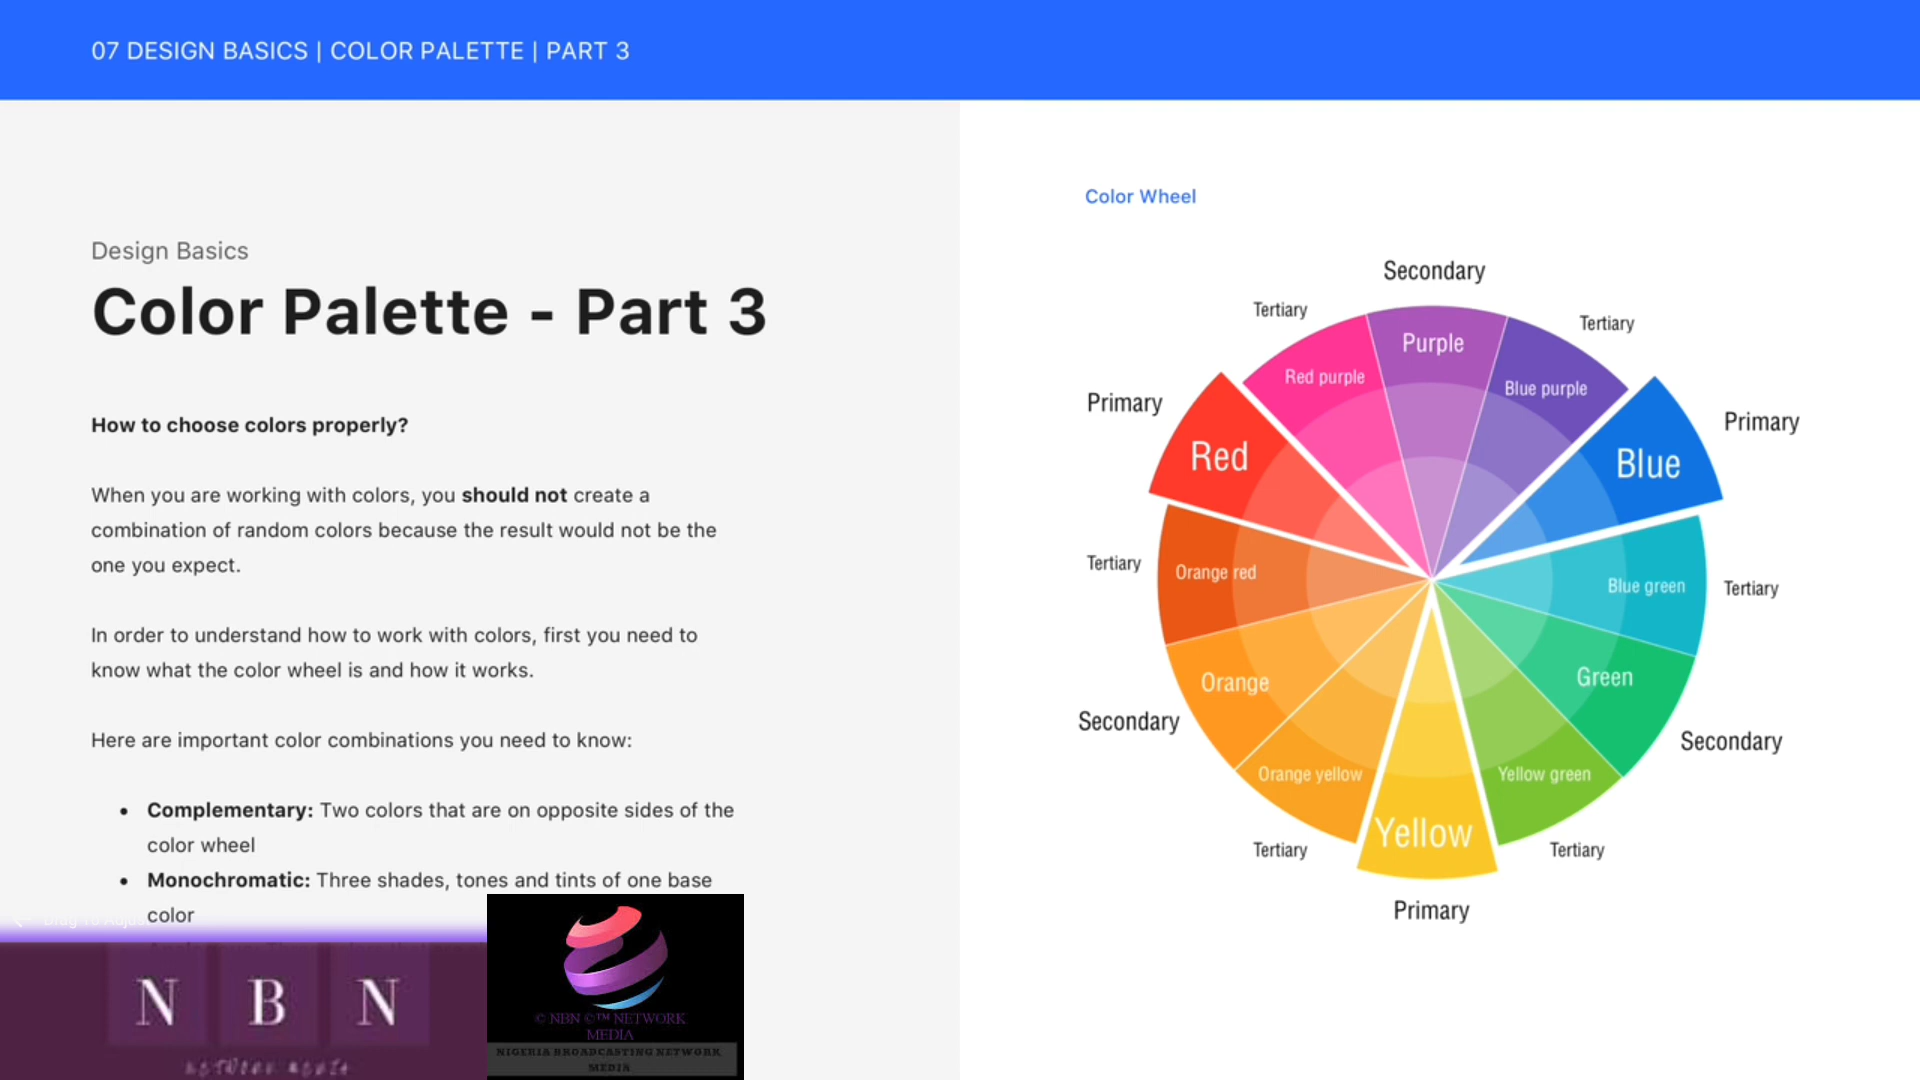 07 DESIGN BASICS | COLOR PALETTE | PART 3
Design Basics
Color Palette - Part 3
How to choose colors properly?
When you are working with colors, you should not create a
combination of random colors because the result would not be the
one you expect.
In order to understand how to work with colors, first you need to
know what the color wheel is and how it works.
Here are important color combinations you need to know:
• Complementary: Two colors that are on opposite sides of the
color wheel
• Monochromatic: Three shades, tones and tints of one base
color
N B N
© NBN ©™ NETWORK
MEDIA
NIGERIA BROADCASTING NETWORK
MEDIA
Color Wheel
Secondary
Tertiary
Tertiary
Purple
Red purple
Blue purple
Primary
Primary
Red
Blue
Tertiary
Orange red
Blue green
Tertiary
Orange
Green
Secondary
Secondary
Orange yellow
Yellow green
Yellow
Tertiary
Tertiary
Primary